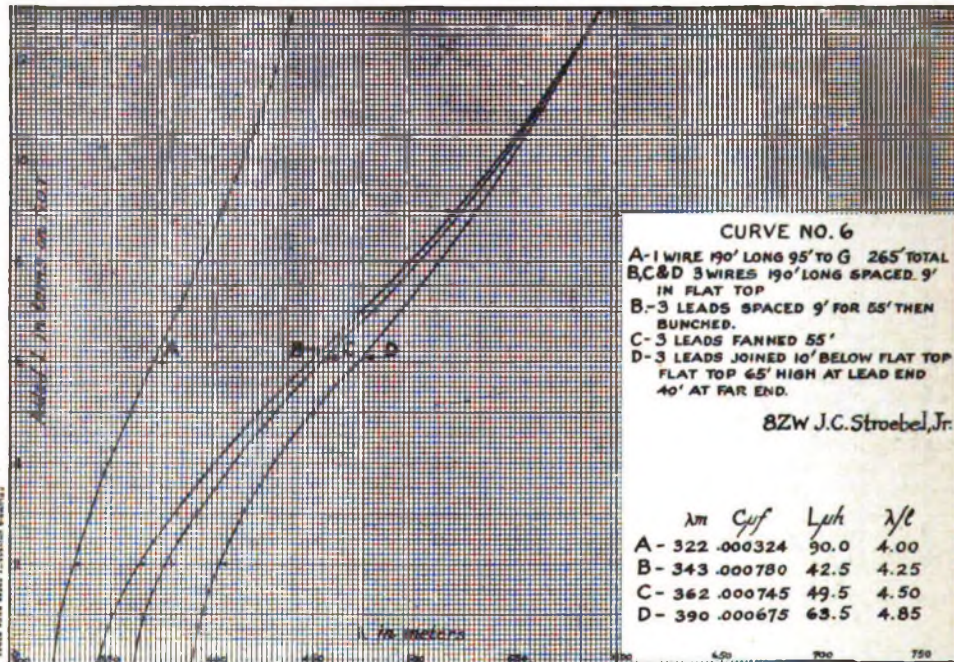 Added L in turns on
A
B
C
D
λ in meters
650
700
750
CURVE NO. 6
A-1 WIRE 190' LONG 95' TO G 265' TOTAL
B,C&D 3 WIRES 190' LONG SPACED 9'
IN FLAT TOP
B.-3 LEADS SPACED 9' FOR 55' THEN
BUNCHED.
C-3 LEADS FANNED 55'
D-3 LEADS JOINED 10' BELOW FLAT TOP
FLAT TOP 65' HIGH AT LEAD END
40' AT FAR END.
8ZW J.C. Stroebel, Jr.
λm Cμf Lμh λ/ℓ
A- 322 .000324 90.0 4.00
B- 343 .000780 42.5 4.25
C- 362 .000745 49.5 4.50
D- 390 .000675 63.5 4.85